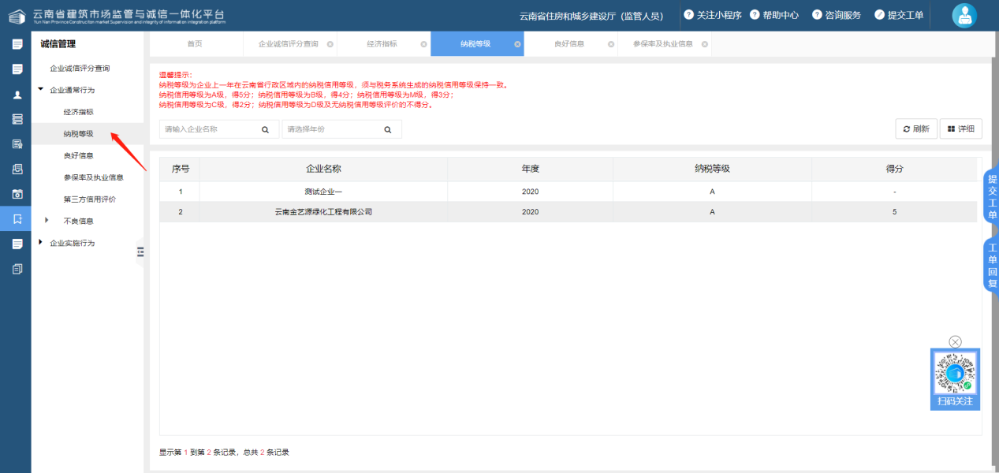 云南省建筑市场监管与诚信一体化平台
Yun Nan Province Construction market Supervision and integrity of information integration platform
云南省住房和城乡建设厅（监管人员）
关注小程序
帮助中心
咨询服务
提交工单
诚信管理
企业诚信评分查询
企业通常行为
经济指标
纳税等级
良好信息
参保率及执业信息
第三方信用评价
不良信息
企业实施行为
首页
企业诚信评分查询
经济指标
纳税等级
良好信息
参保率及执业信息
温馨提示：
纳税等级为企业上一年在云南省行政区域内的纳税信用等级，须与税务系统生成的纳税信用等级保持一致。
纳税信用等级为A级，得5分；纳税信用等级为B级，得4分；纳税信用等级为M级，得3分；
纳税信用等级为C级，得2分；纳税信用等级为D级及无纳税信用等级评价的不得分。
请输入企业名称
请选择年份
刷新
详细
序号 企业名称 年度 纳税等级 得分
1 测试企业一 2020 A -
2 云南金艺源绿化工程有限公司 2020 A 5
提交工单
工单回复
扫码关注
显示第 1 到第 2 条记录，总共 2 条记录